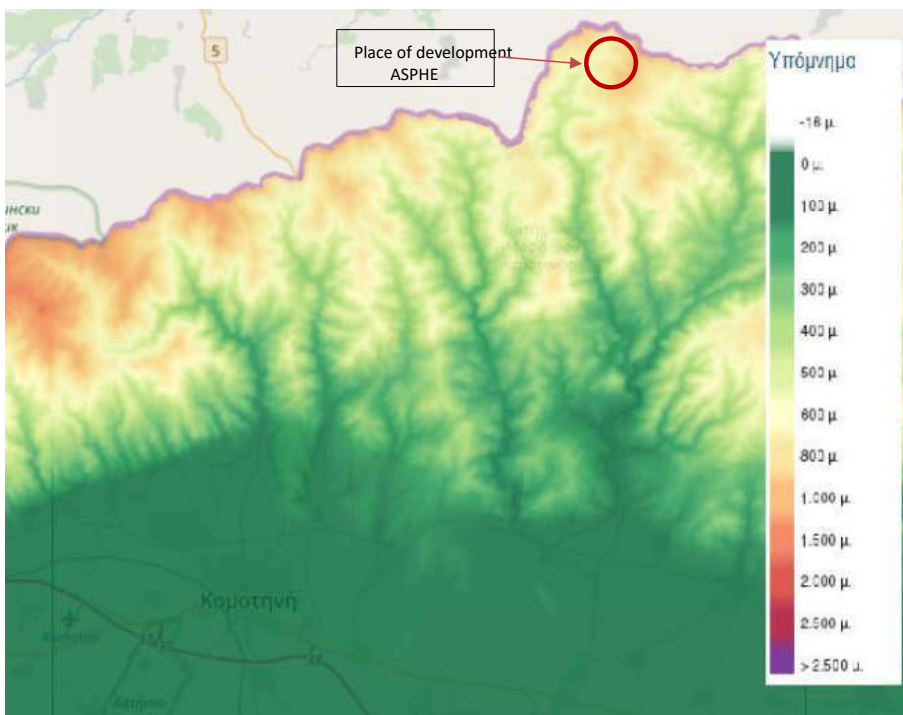 5
Place of development
ASPHE
Υπόμνημα
-16 μ.
0 μ.
100 μ.
200 μ.
300 μ.
400 μ.
500 μ.
600 μ.
800 μ.
1.000 μ.
1.500 μ.
2.000 μ.
2.500 μ.
>2.500 μ.
Κομοτηνή